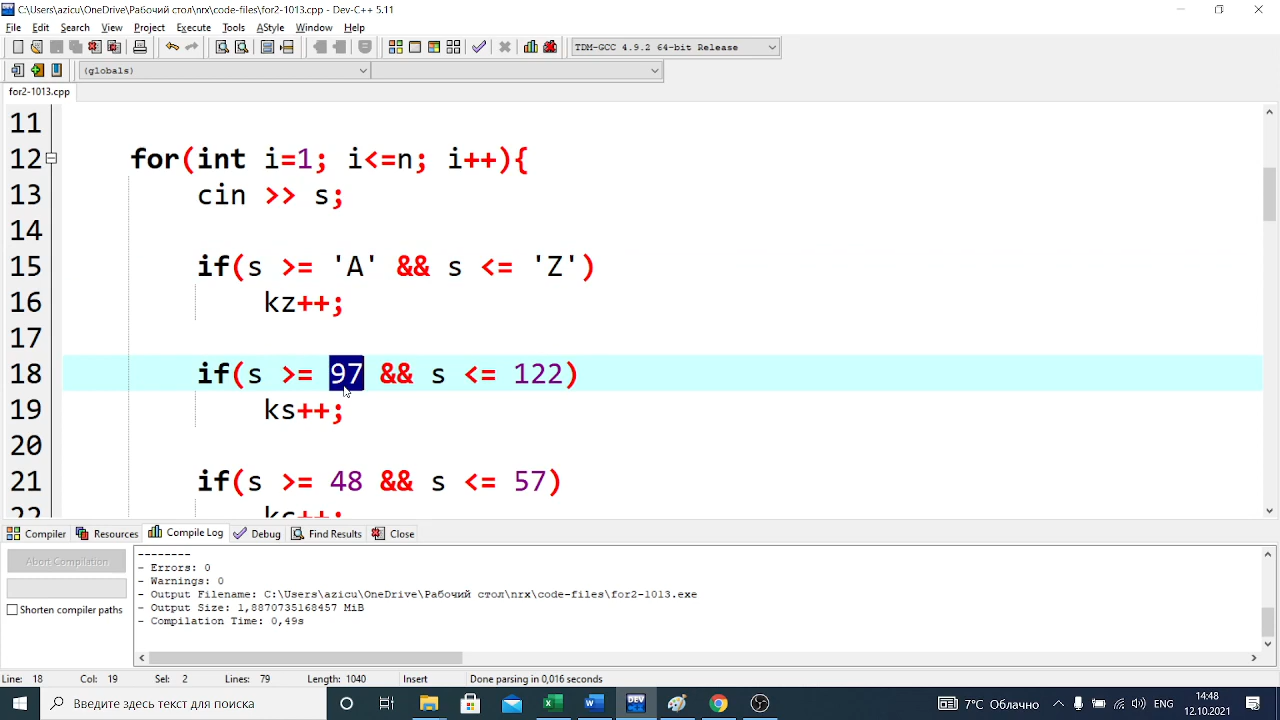 C:\Users\azicu\OneDrive\Рабочий стол\nrx\code-files\for2-1013.cpp - Dev-C++ 5.11
File Edit Search View Project Execute Tools AStyle Window Help
TDM-GCC 4.9.2 64-bit Release
(globals)
for2-1013.cpp
11
12 for(int i=1; i<=n; i++){
13 cin >> s;
14
15 if(s >= 'A' && s <= 'Z')
16 kz++;
17
18 if(s >= 97 && s <= 122)
19 ks++;
20
21 if(s >= 48 && s <= 57)
22
Compiler Resources Compile Log Debug Find Results Close
Abort Compilation
Shorten compiler paths
--------
- Errors: 0
- Warnings: 0
- Output Filename: C:\Users\azicu\OneDrive\Рабочий стол\nrx\code-files\for2-1013.exe
- Output Size: 1,8870735168457 MiB
- Compilation Time: 0,49s
Line: 18 Col: 19 Sel: 2 Lines: 79 Length: 1040 Insert Done parsing in 0,016 seconds
Введите здесь текст для поиска
7°C Облачно
ENG
14:48
12.10.2021